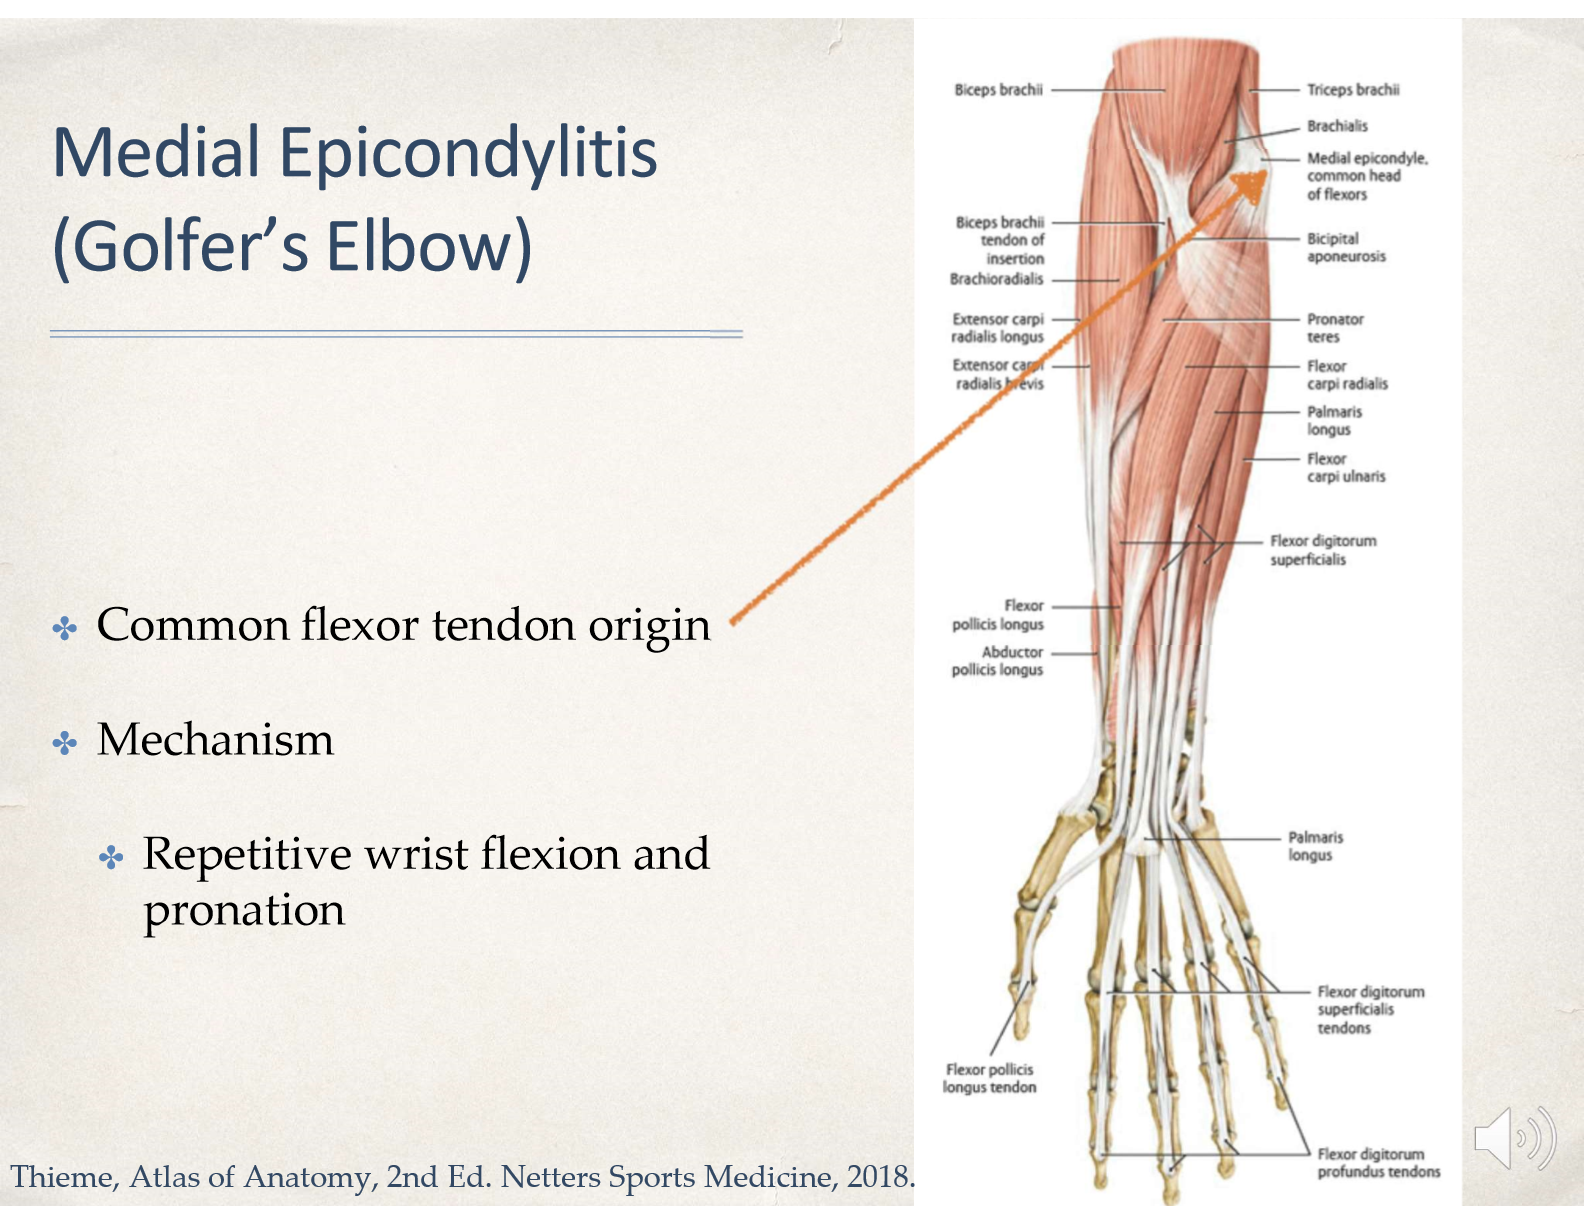 Medial Epicondylitis
(Golfer’s Elbow)
Common flexor tendon origin
Mechanism
Repetitive wrist flexion and
pronation
Thieme, Atlas of Anatomy, 2nd Ed. Netters Sports Medicine, 2018.
Biceps brachii
Biceps brachii
tendon of
insertion
Brachioradialis
Extensor carpi
radialis longus
Extensor carpi
radialis brevis
Flexor
pollicis longus
Abductor
pollicis longus
Flexor pollicis
longus tendon
Triceps brachii
Brachialis
Medial epicondyle,
common head
of flexors
Bicipital
aponeurosis
Pronator
teres
Flexor
carpi radialis
Palmaris
longus
Flexor
carpi ulnaris
Flexor digitorum
superficialis
Palmaris
longus
Flexor digitorum
superficialis
tendons
Flexor digitorum
profundus tendons